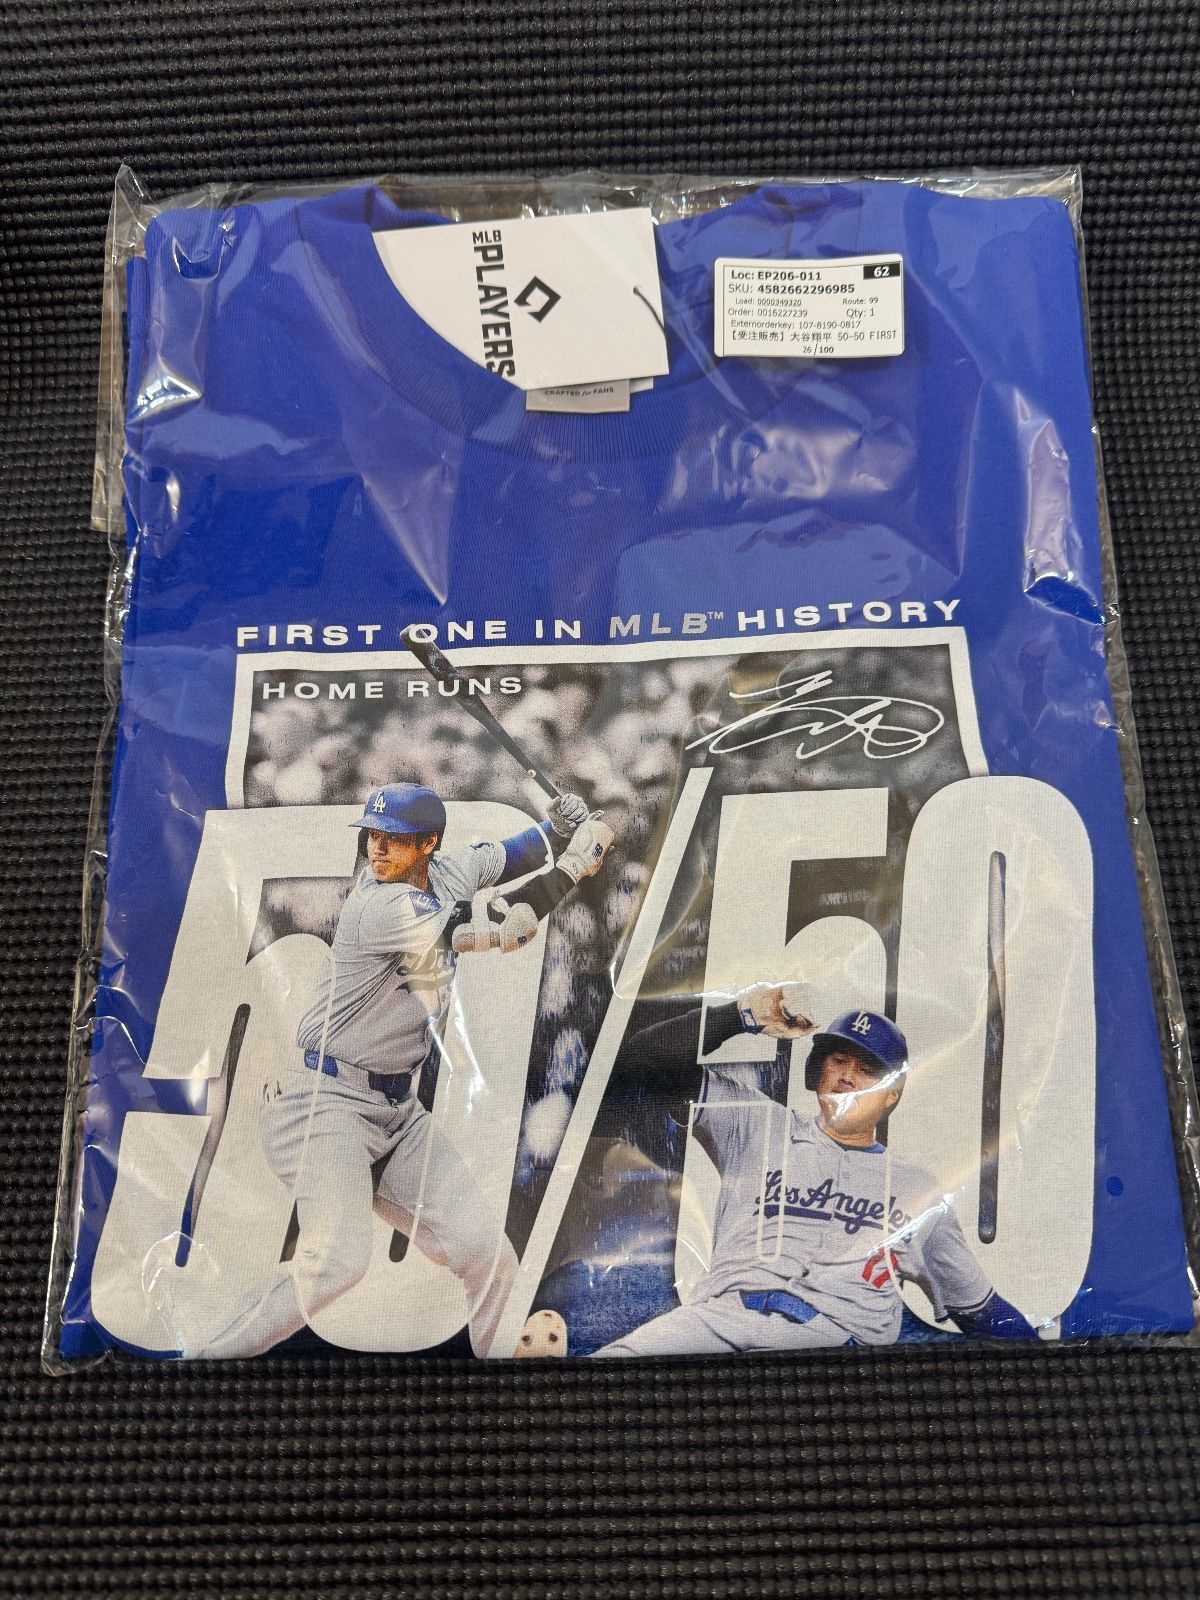 MLB
PLAYERS
CRAFTED for FANS
Loc: EP206-011 62
SKU: 4582662296985
Load: 0000349320 Route: 99
Order: 0016227239 Qty: 1
Externorderkey: 107-8190-0817
【受注販売】大谷翔平 50-50 FIRST
26/100
FIRST ONE IN MLB™ HISTORY
HOME RUNS
50/50
LA
LA
Los Angeles
17